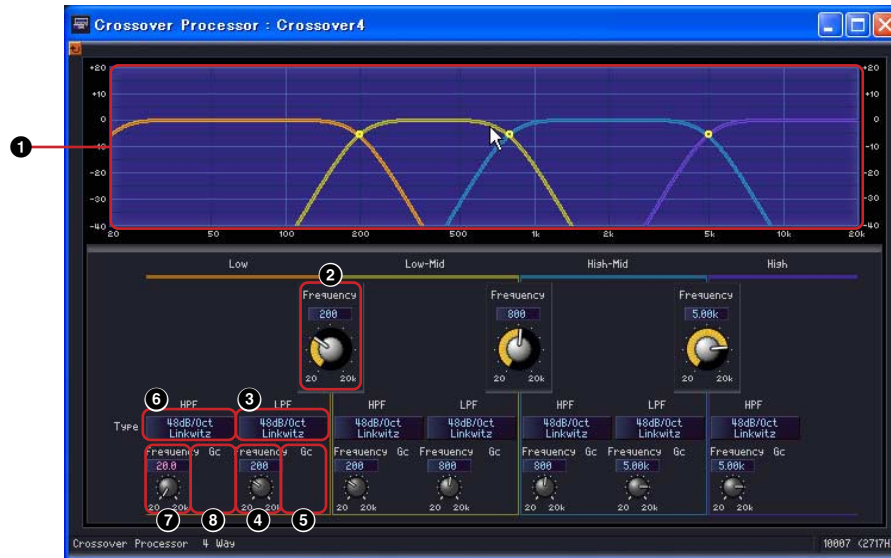 Crossover Processor : Crossover4
+20 +20
+10 +10
0 0
1 -10 -10
-20 -20
-30 -30
-40 -40
20 50 100 200 500 1k 2k 5k 10k 20k
Low Low-Mid High-Mid High
2
Frequency Frequency Frequency
200 800 5.00k
20 20k 20 20k 20 20k
6 3
HPF LPF HPF LPF HPF LPF HPF
Type 48dB/Oct Linkwitz 48dB/Oct Linkwitz 48dB/Oct Linkwitz 48dB/Oct Linkwitz 48dB/Oct Linkwitz 48dB/Oct Linkwitz 48dB/Oct Linkwitz
Frequency Gc Frequency Gc Frequency Gc Frequency Gc Frequency Gc Frequency Gc Frequency Gc
20.0 200 200 800 800 5.00k 5.00k
20 20k 20 20k 20 20k 20 20k 20 20k 20 20k 20 20k
7 8 4 5
Crossover Processor 4 Way 10007 (2717H